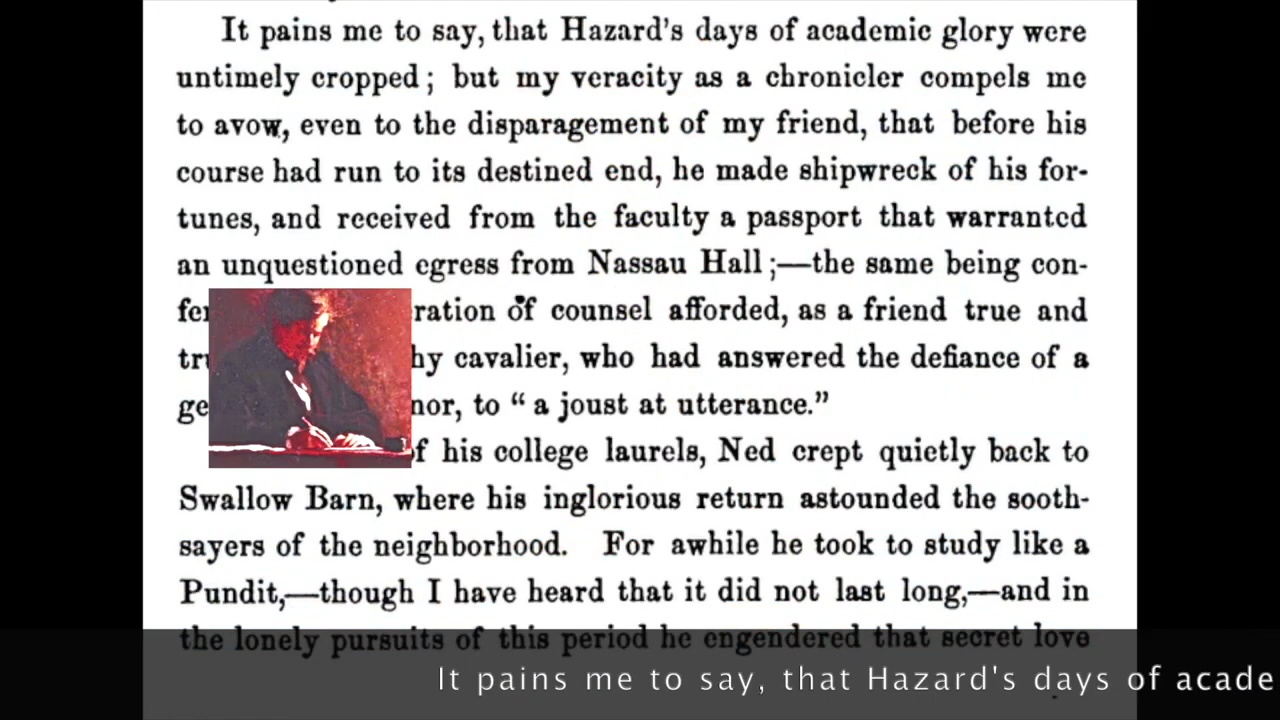 It pains me to say, that Hazard's days of academic glory were
untimely cropped; but my veracity as a chronicler compels me
to avow, even to the disparagement of my friend, that before his
course had run to its destined end, he made shipwreck of his for-
tunes, and received from the faculty a passport that warranted
an unquestioned egress from Nassau Hall;—the same being con-
of counsel afforded, as a friend true and
cavalier, who had answered the defiance of a
to “a joust at utterance.”
his college laurels, Ned crept quietly back to
Swallow Barn, where his inglorious return astounded the sooth-
sayers of the neighborhood. For awhile he took to study like a
Pundit,—though I have heard that it did not last long,—and in
the lonely pursuits of this period he engendered that secret love
It pains me to say, that Hazard's days of acade